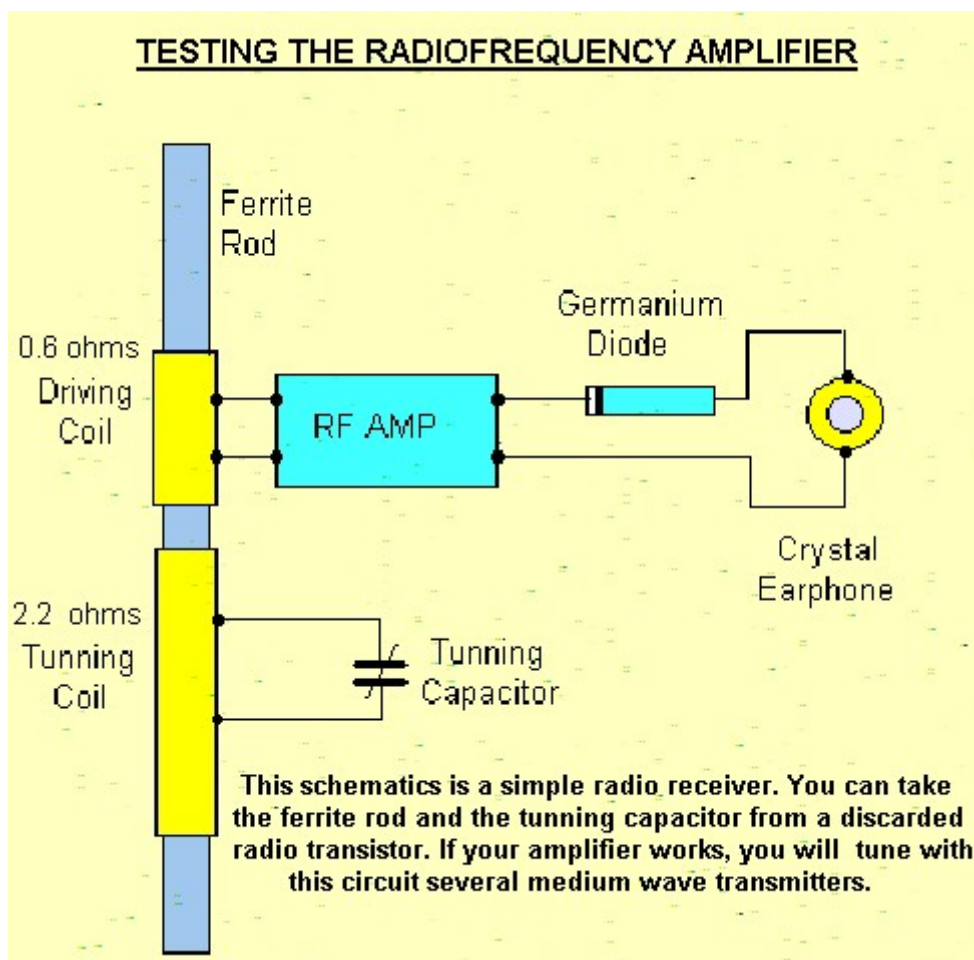 TESTING THE RADIOFREQUENCY AMPLIFIER
Ferrite
Rod
Germanium
Diode
0.6 ohms
Driving
Coil
RF AMP
Crystal
Earphone
2.2 ohms
Tunning
Coil
Tunning
Capacitor
This schematics is a simple radio receiver. You can take
the ferrite rod and the tunning capacitor from a discarded
radio transistor. If your amplifier works, you will tune with
this circuit several medium wave transmitters.